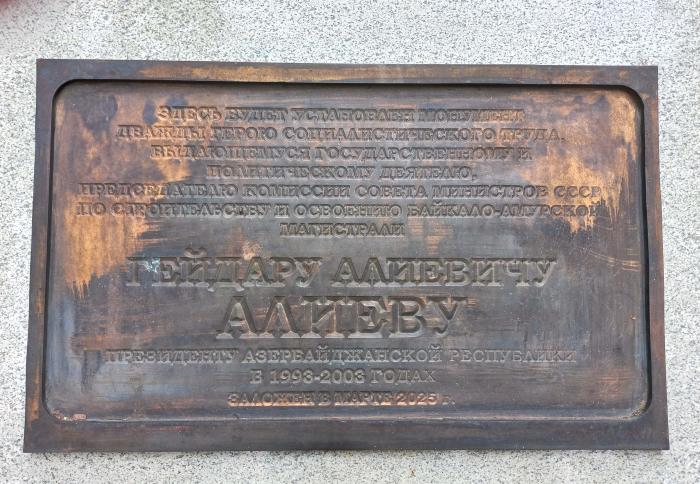 ЗДЕСЬ БУДЕТ УСТАНОВЛЕН МОНУМЕНТ
ДВАЖДЫ ГЕРОЮ СОЦИАЛИСТИЧЕСКОГО ТРУДА,
ВЫДАЮЩЕМУСЯ ГОСУДАРСТВЕННОМУ И
ПОЛИТИЧЕСКОМУ ДЕЯТЕЛЮ,
ПРЕДСЕДАТЕЛЮ КОМИССИИ СОВЕТА МИНИСТРОВ СССР
ПО СТРОИТЕЛЬСТВУ И ОСВОЕНИЮ БАЙКАЛО-АМУРСКОЙ
МАГИСТРАЛИ
ГЕЙДАРУ АЛИЕВИЧУ
АЛИЕВУ
ПРЕЗИДЕНТУ АЗЕРБАЙДЖАНСКОЙ РЕСПУБЛИКИ
В 1993-2003 ГОДАХ
ЗАЛОЖЕН В МАРТЕ 2025 г.